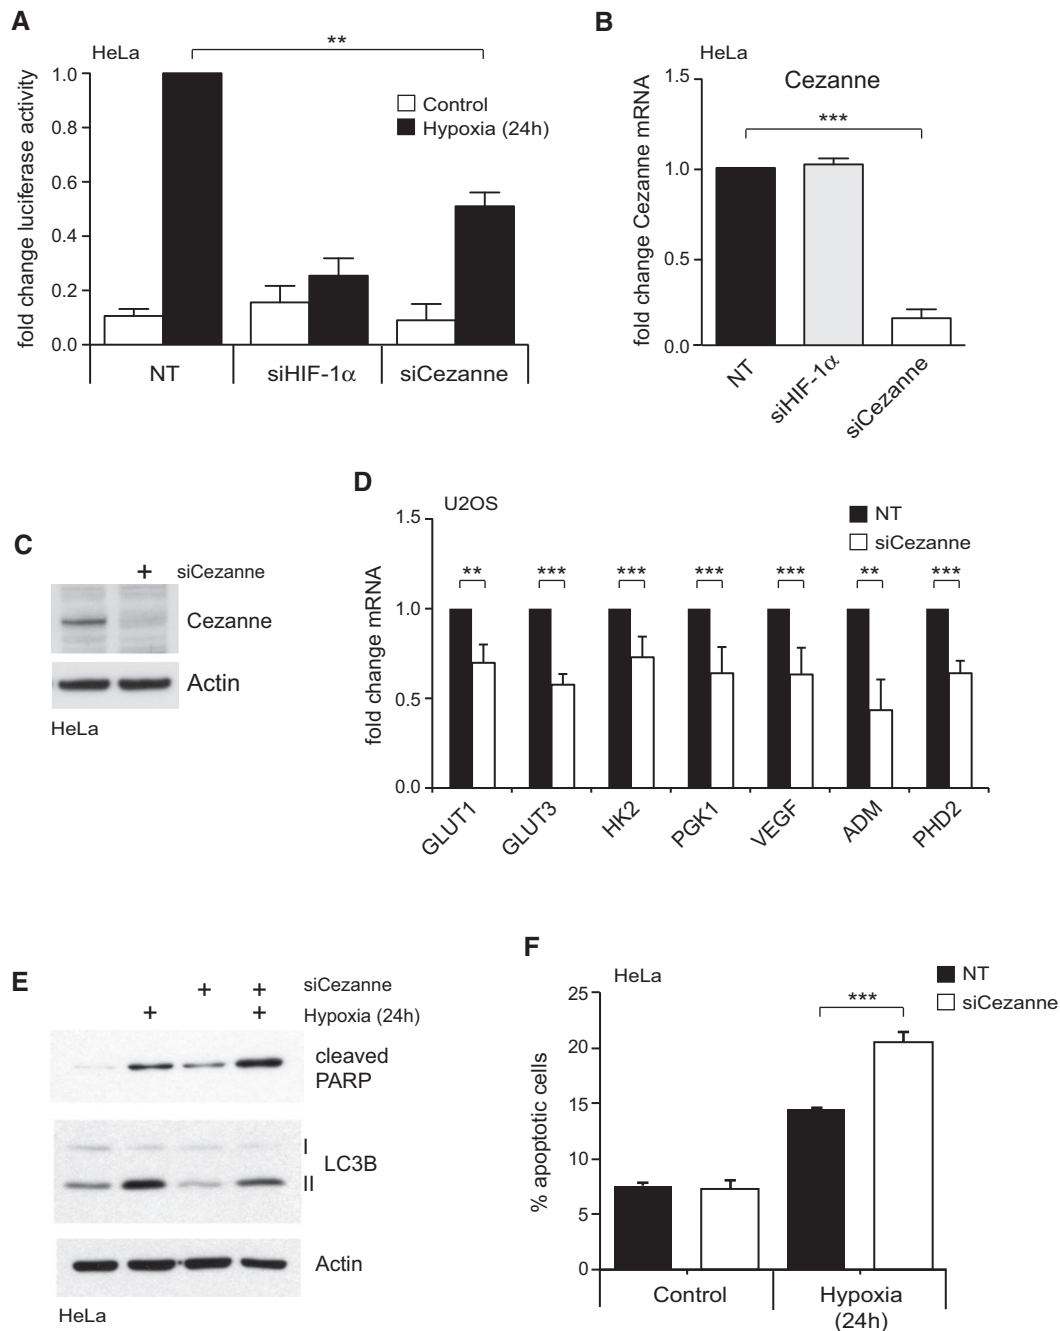 A
HeLa
**
fold change luciferase activity
1.0
0.8
0.6
0.4
0.2
0.0
Control
Hypoxia (24h)
NT
siHIF-1α
siCezanne
B
HeLa
Cezanne
***
fold change Cezanne mRNA
1.5
1.0
0.5
0.0
NT
siHIF-1α
siCezanne
C
+ siCezanne
Cezanne
Actin
HeLa
D
U2OS
NT
siCezanne
fold change mRNA
1.5
1.0
0.5
0.0
** *** *** *** *** ** ***
GLUT1
GLUT3
HK2
PGK1
VEGF
ADM
PHD2
E
+ + siCezanne
+ + Hypoxia (24h)
cleaved
PARP
I
LC3B
II
Actin
HeLa
F
HeLa
NT
siCezanne
***
% apoptotic cells
25
20
15
10
5
0
Control
Hypoxia
(24h)